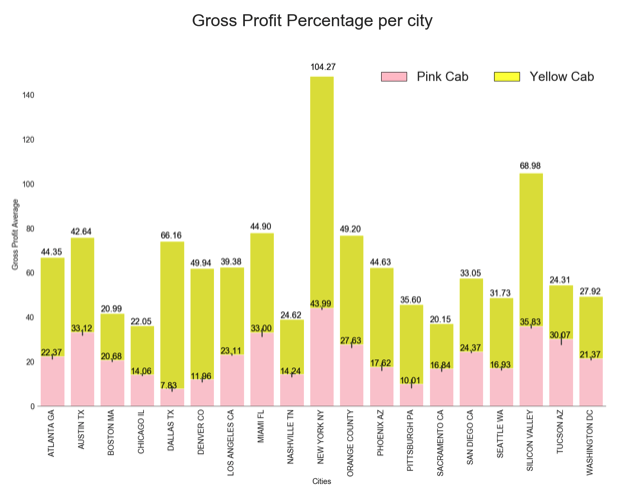 Gross Profit Percentage per city
Pink Cab
Yellow Cab
Gross Profit Average
140
120
100
80
60
40
20
0
44.35
42.64
20.99
22.05
66.16
49.94
39.38
44.90
24.62
104.27
49.20
44.63
35.60
20.15
33.05
31.73
68.98
24.31
27.92
22.37
33.12
20.68
14.06
7.83
11.96
23.11
33.00
14.24
43.99
27.63
17.62
10.01
16.84
24.37
16.93
35.83
30.07
21.37
ATLANTA GA
AUSTIN TX
BOSTON MA
CHICAGO IL
DALLAS TX
DENVER CO
LOS ANGELES CA
MIAMI FL
NASHVILLE TN
NEW YORK NY
ORANGE COUNTY
PHOENIX AZ
PITTSBURGH PA
SACRAMENTO CA
SAN DIEGO CA
SEATTLE WA
SILICON VALLEY
TUCSON AZ
WASHINGTON DC
Cities